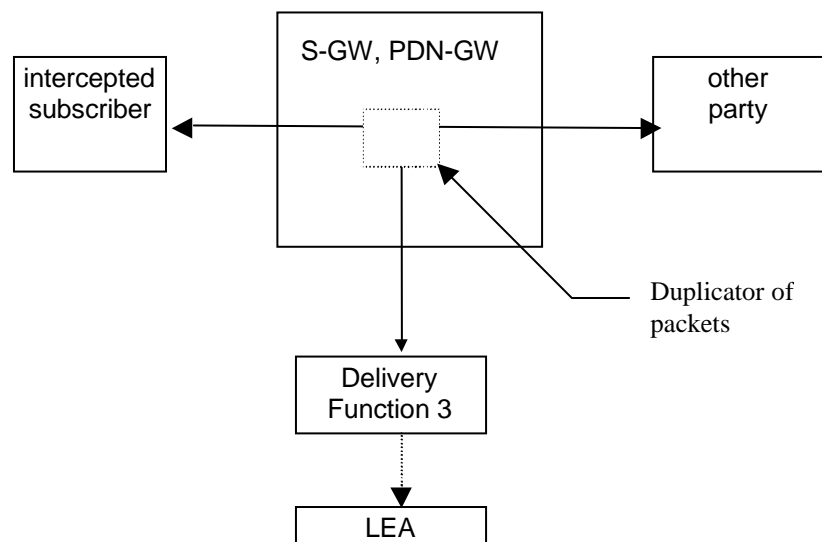 S-GW, PDN-GW
intercepted
subscriber
other
party
Duplicator of
packets
Delivery
Function 3
LEA